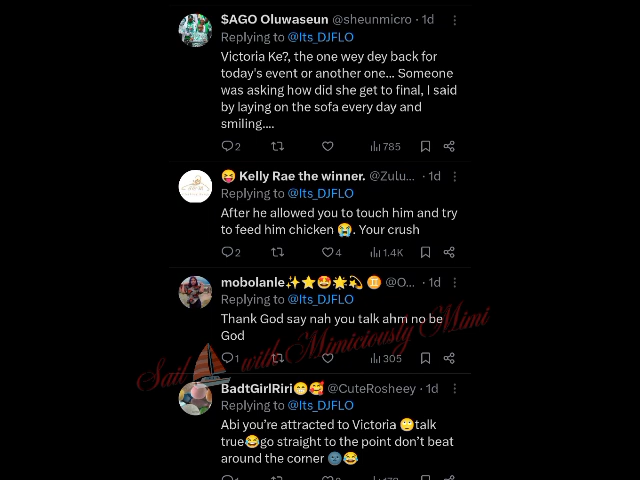 $AGO Oluwaseun @sheunmicro · 1d
Replying to @Its_DJFLO
Victoria Ke?, the one wey dey back for
today's event or another one... Someone
was asking how did she get to final, I said
by laying on the sofa every day and
smiling....
2 785
😝 Kelly Rae the winner. @Zulu... · 1d
Replying to @Its_DJFLO
After he allowed you to touch him and try
to feed him chicken 😭. Your crush
2 4 1.4K
mobolanle✨⭐🤩🌟💫 ♊ @O... · 1d
Replying to @Its_DJFLO
Thank God say nah you talk ahm no be
God
1 305
Sail with Mimiciously Mimi
BadtGirlRiri😁🥰 @CuteRosheey · 1d
Replying to @Its_DJFLO
Abi you're attracted to Victoria 🙄talk
true😂go straight to the point don't beat
around the corner 🌚😂